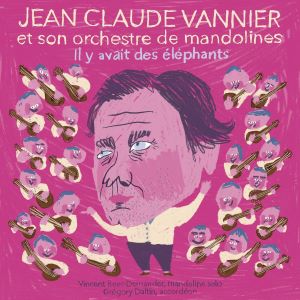 JEAN CLAUDE VANNIER
et son orchestre de mandolines
Il y avait des éléphants
Vincent Beer-Demander, mandoline solo
Grégory Daltin, accordéon